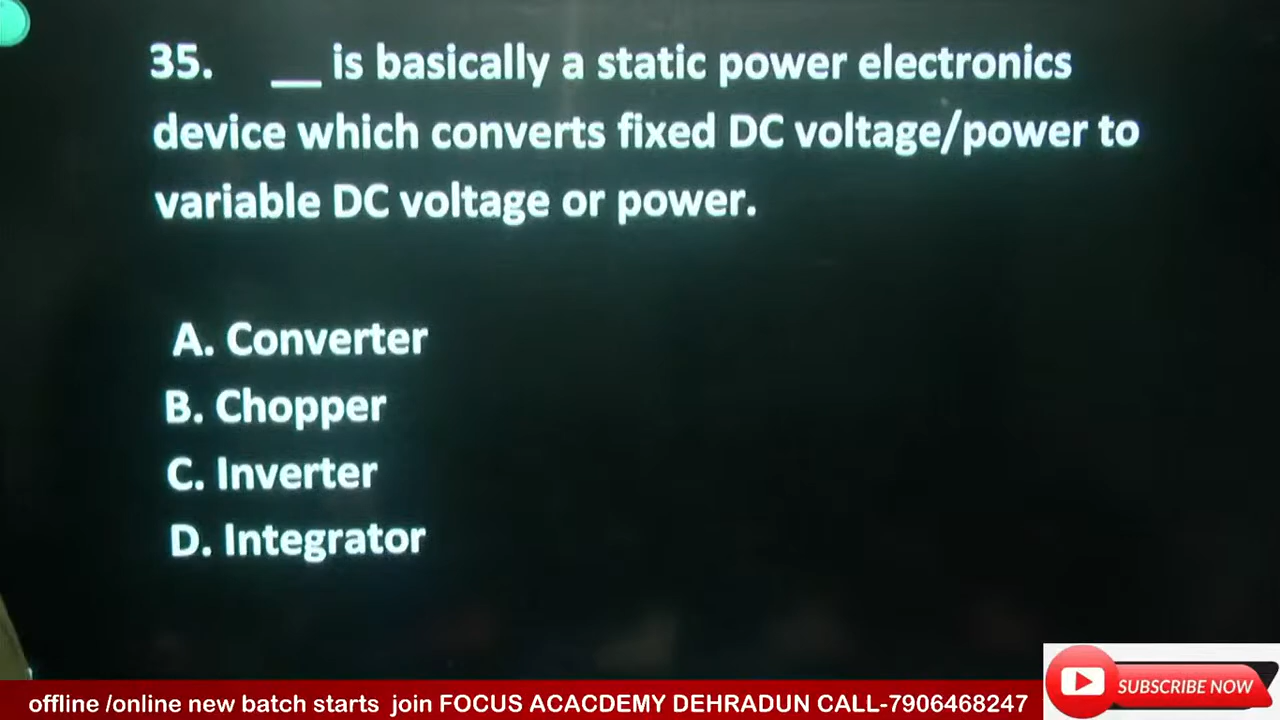 35. __ is basically a static power electronics
device which converts fixed DC voltage/power to
variable DC voltage or power.
A. Converter
B. Chopper
C. Inverter
D. Integrator
SUBSCRIBE NOW
offline /online new batch starts join FOCUS ACACDEMY DEHRADUN CALL-7906468247